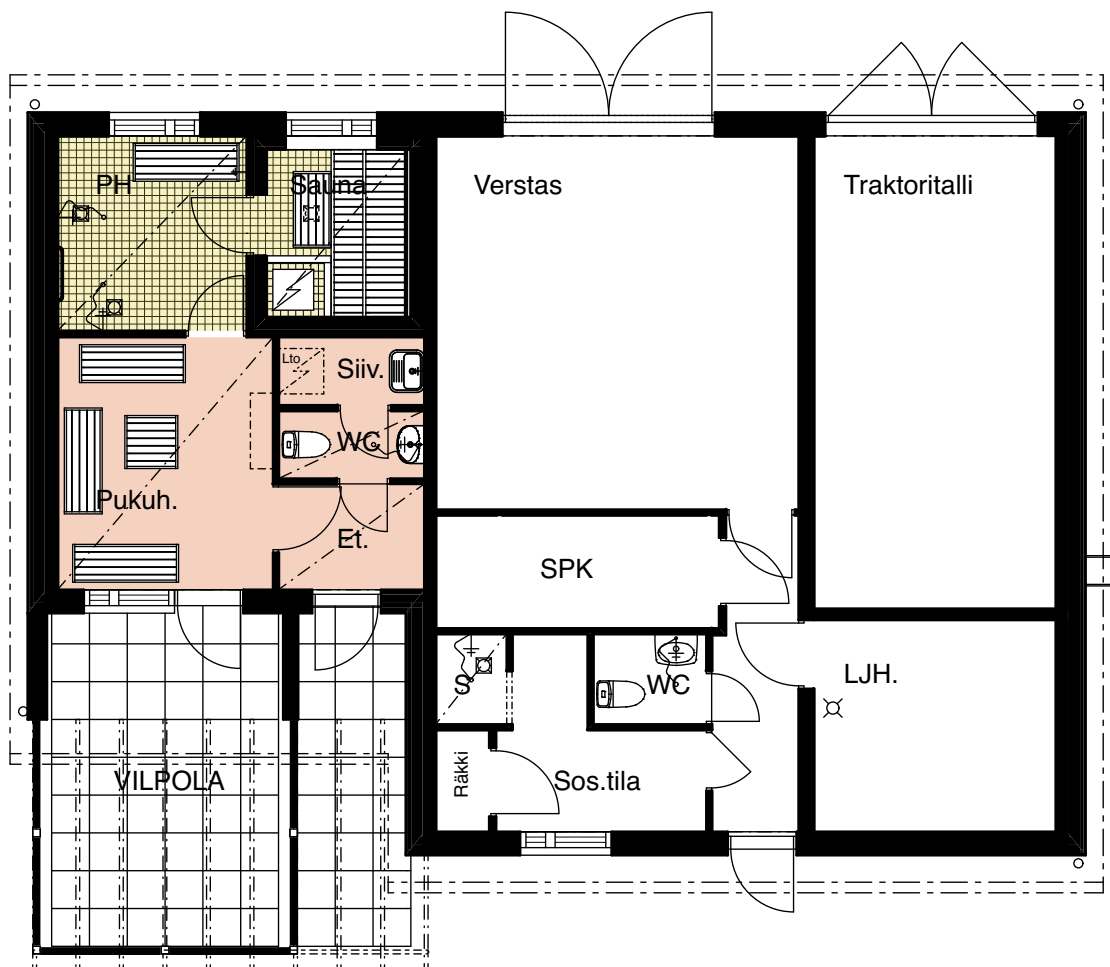 PH
Sauna
Verstas
Traktoritalli
Lto
Siiv.
WC
Pukuh.
Et.
SPK
S
WC
LJH.
Räkki
Sos.tila
VILPOLA